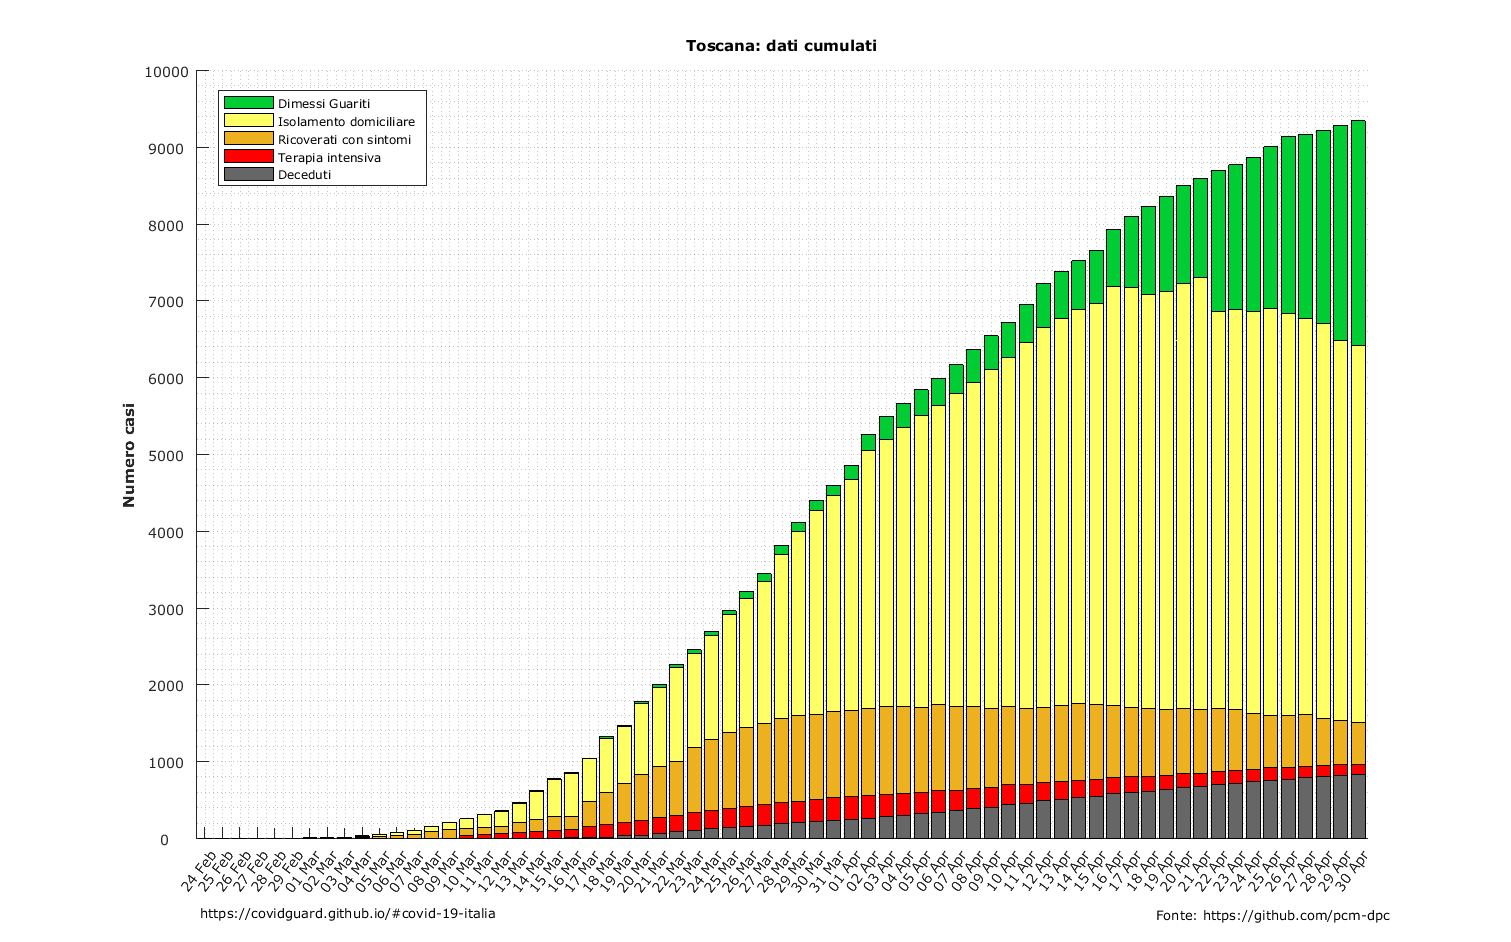 Toscana: dati cumulati
10000
9000
8000
7000
6000
5000
4000
3000
2000
1000
0
Numero casi
Dimessi Guariti
Isolamento domiciliare
Ricoverati con sintomi
Terapia intensiva
Deceduti
24 Feb
25 Feb
26 Feb
27 Feb
28 Feb
29 Feb
01 Mar
02 Mar
03 Mar
04 Mar
05 Mar
06 Mar
07 Mar
08 Mar
09 Mar
10 Mar
11 Mar
12 Mar
13 Mar
14 Mar
15 Mar
16 Mar
17 Mar
18 Mar
19 Mar
20 Mar
21 Mar
22 Mar
23 Mar
24 Mar
25 Mar
26 Mar
27 Mar
28 Mar
29 Mar
30 Mar
31 Mar
01 Apr
02 Apr
03 Apr
04 Apr
05 Apr
06 Apr
07 Apr
08 Apr
09 Apr
10 Apr
11 Apr
12 Apr
13 Apr
14 Apr
15 Apr
16 Apr
17 Apr
18 Apr
19 Apr
20 Apr
21 Apr
22 Apr
23 Apr
24 Apr
25 Apr
26 Apr
27 Apr
28 Apr
29 Apr
30 Apr
https://covidguard.github.io/#covid-19-italia
Fonte: https://github.com/pcm-dpc